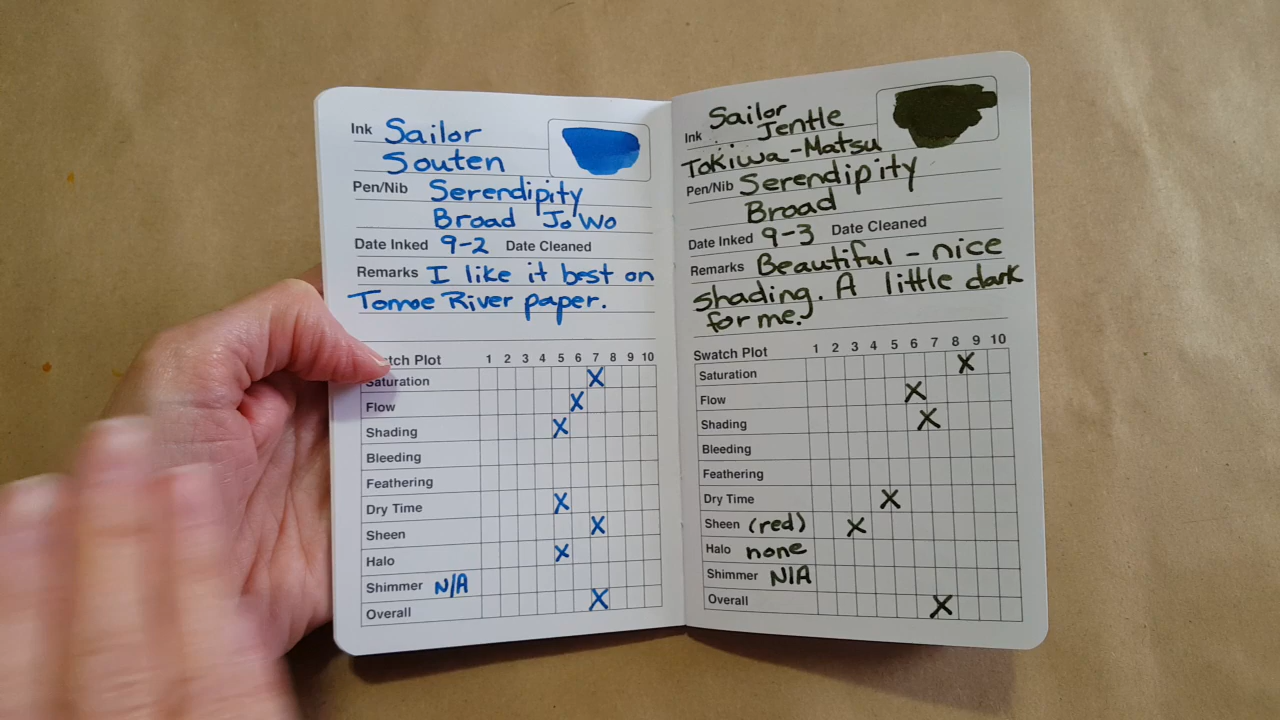 Ink Sailor
Souten
Pen/Nib Serendipity
Broad JoWo
Date Inked 9-2 Date Cleaned
Remarks I like it best on
Tomoe River paper.
Swatch Plot 1 2 3 4 5 6 7 8 9 10
Saturation X
Flow X
Shading X
Bleeding
Feathering
Dry Time X
Sheen X
Halo X
Shimmer N/A
Overall X
Ink Sailor
Jentle
Tokiwa-Matsu
Pen/Nib Serendipity
Broad
Date Inked 9-3 Date Cleaned
Remarks Beautiful - nice
shading. A little dark
for me.
Swatch Plot 1 2 3 4 5 6 7 8 9 10
Saturation X
Flow X
Shading X
Bleeding
Feathering
Dry Time X
Sheen (red) X
Halo none
Shimmer N/A
Overall X